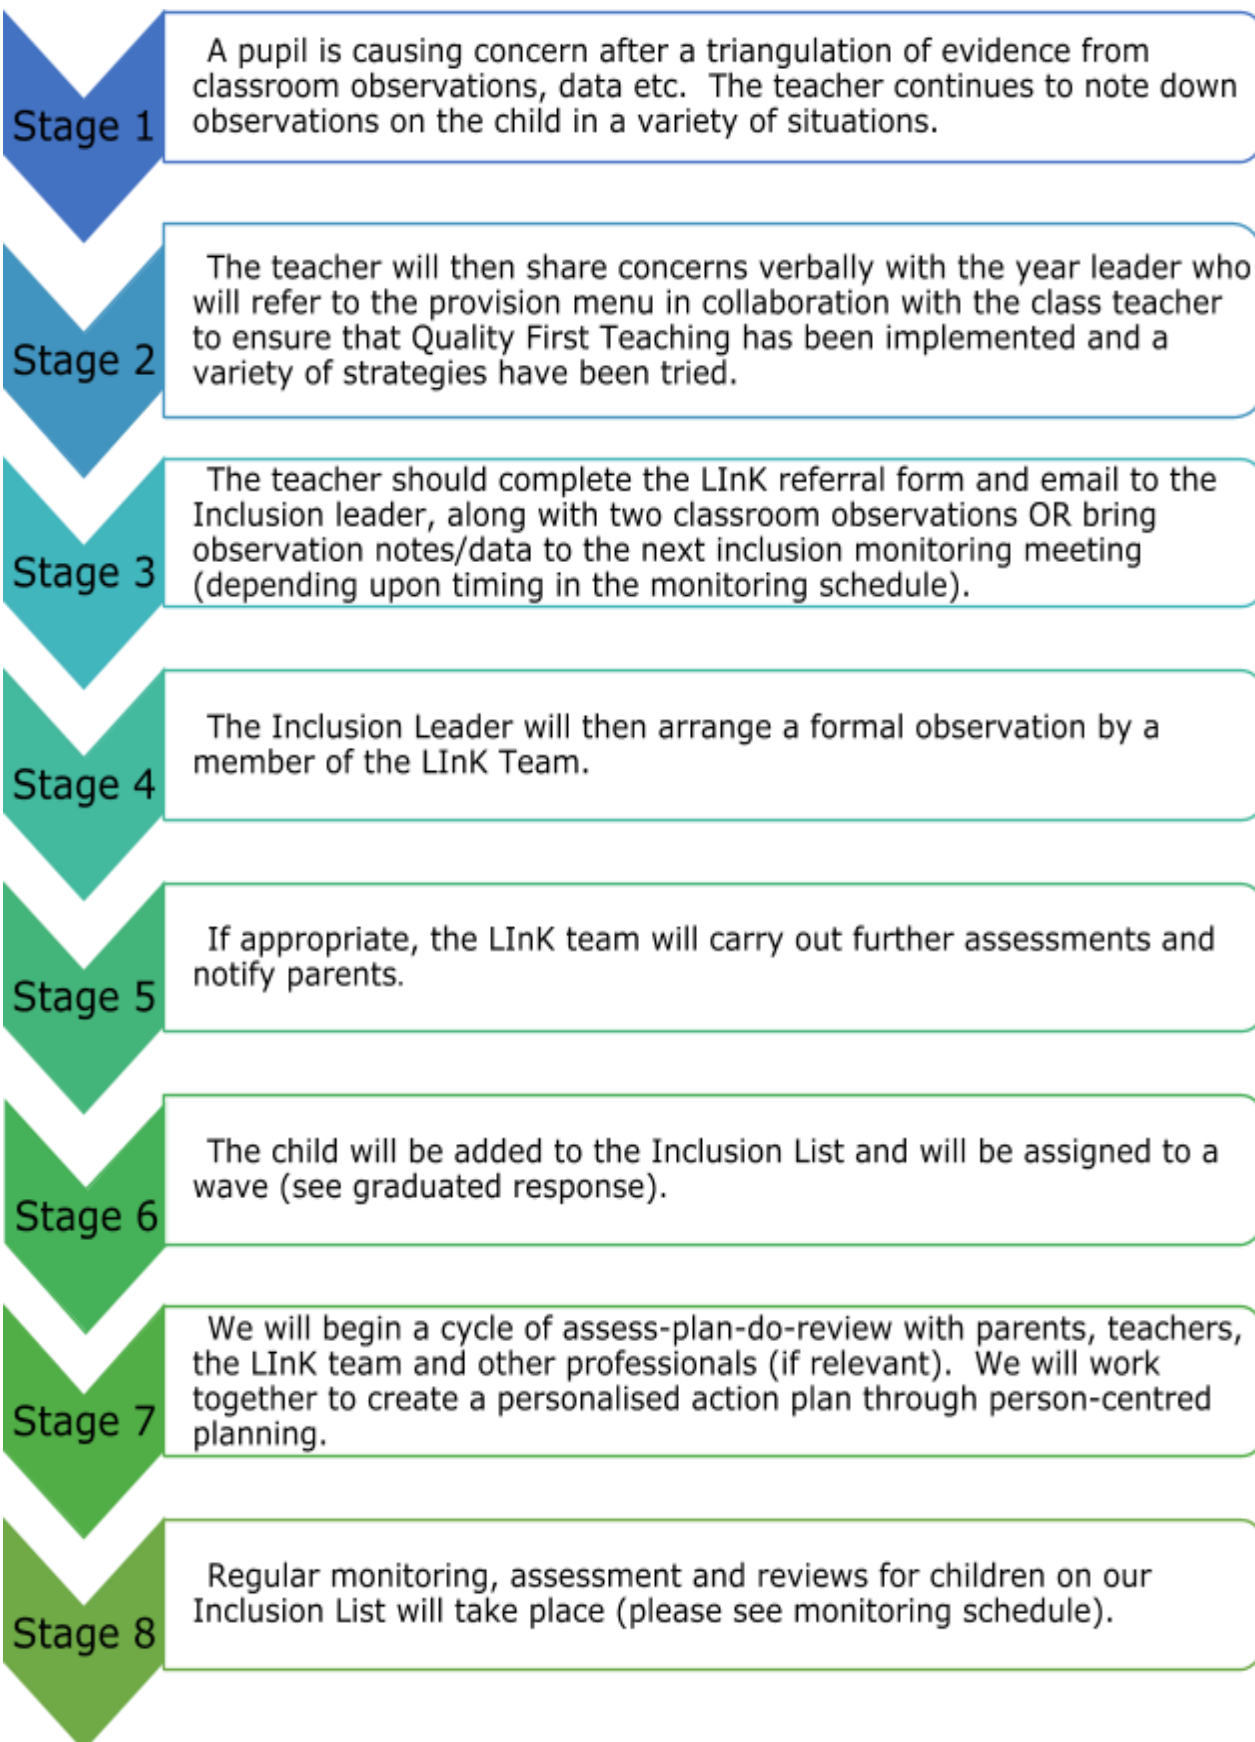 Stage 1
A pupil is causing concern after a triangulation of evidence from
classroom observations, data etc.  The teacher continues to note down
observations on the child in a variety of situations.
Stage 2
The teacher will then share concerns verbally with the year leader who
will refer to the provision menu in collaboration with the class teacher
to ensure that Quality First Teaching has been implemented and a
variety of strategies have been tried.
Stage 3
The teacher should complete the LInK referral form and email to the
Inclusion leader, along with two classroom observations OR bring
observation notes/data to the next inclusion monitoring meeting
(depending upon timing in the monitoring schedule).
Stage 4
The Inclusion Leader will then arrange a formal observation by a
member of the LInK Team.
Stage 5
If appropriate, the LInK team will carry out further assessments and
notify parents.
Stage 6
The child will be added to the Inclusion List and will be assigned to a
wave (see graduated response).
Stage 7
We will begin a cycle of assess-plan-do-review with parents, teachers,
the LInK team and other professionals (if relevant).  We will work
together to create a personalised action plan through person-centred
planning.
Stage 8
Regular monitoring, assessment and reviews for children on our
Inclusion List will take place (please see monitoring schedule).